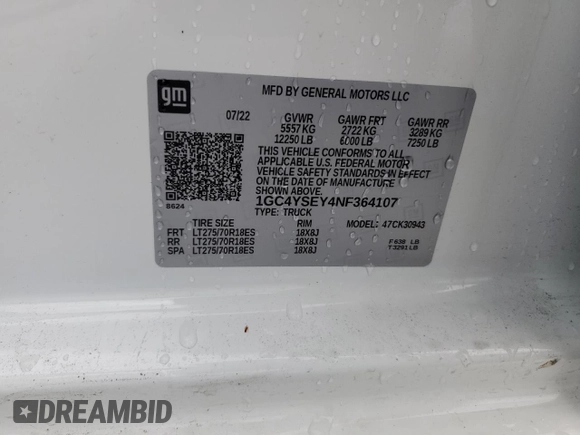 gm
MFD BY GENERAL MOTORS LLC
07/22 GVWR GAWR FRT GAWR RR
5557 KG 2722 KG 3289 KG
12250 LB 6000 LB 7250 LB
THIS VEHICLE CONFORMS TO ALL
APPLICABLE U.S. FEDERAL MOTOR
VEHICLE SAFETY STANDARDS IN EFFECT
ON THE DATE OF MANUFACTURE
SHOWN ABOVE.
8624
1GC4YSEY4NF364107
TYPE: TRUCK MODEL: 47CK30943
TIRE SIZE RIM
FRT LT275/70R18ES 18X8J
RR LT275/70R18ES 18X8J
SPA LT275/70R18ES 18X8J
F 638 LB
T3291LB
DREAMBID